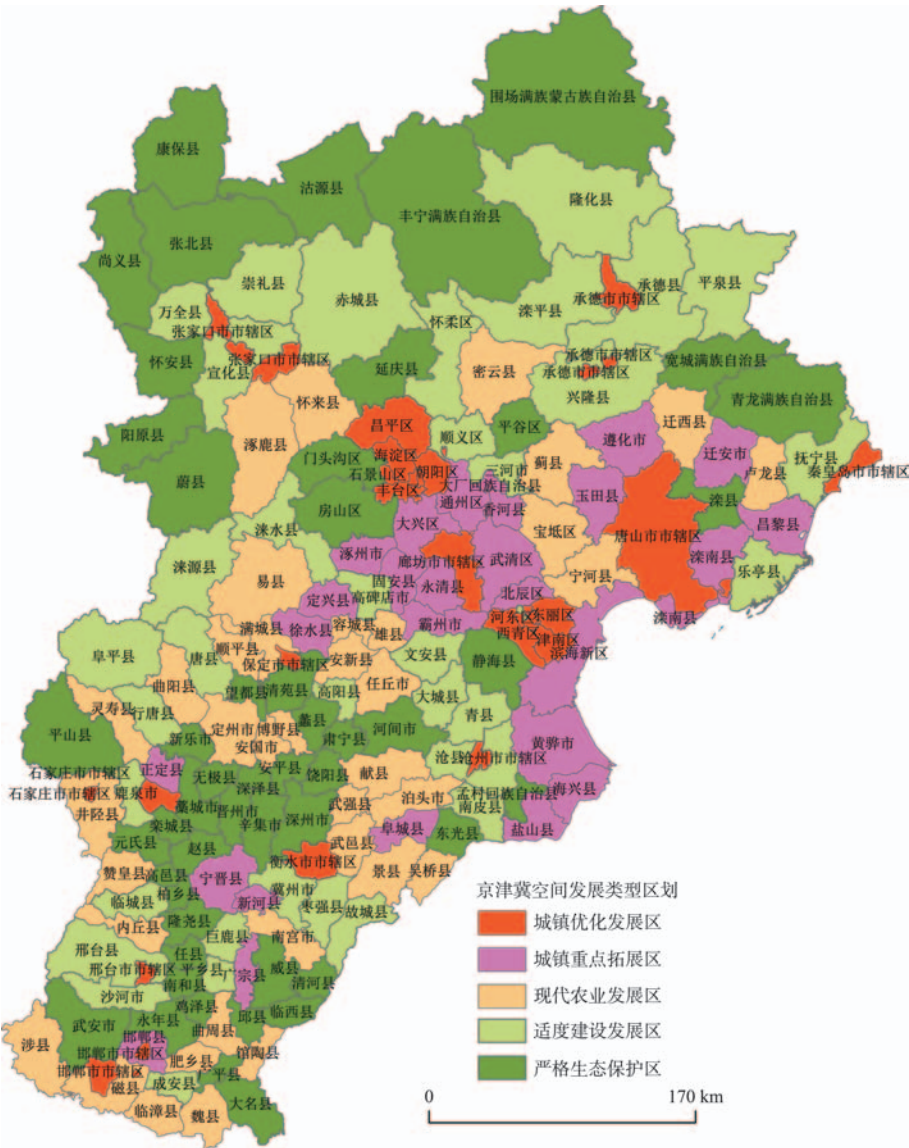 围场满族蒙古族自治县
康保县
沽源县
丰宁满族自治县
隆化县
张北县
尚义县
崇礼县
赤城县
万全县
张家口市市辖区
怀柔区
滦平县
承德县
承德市市辖区
平泉县
怀安县
张家口市市辖区
宣化县
延庆县
密云县
承德市市辖区
承德市市辖区
宽城满族自治县
兴隆县
青龙满族自治县
怀来县
阳原县
涿鹿县
昌平区
顺义区
平谷区
遵化市
迁西县
迁安市
抚宁县
秦皇岛市市辖区
蔚县
门头沟区
海淀区
石景山区
朝阳区
丰台区
三河市
大厂回族自治县
蓟县
卢龙县
房山区
通州区
香河县
玉田县
滦县
昌黎县
涞水县
大兴区
宝坻区
唐山市市辖区
滦南县
乐亭县
涞源县
涿州市
廊坊市市辖区
武清区
宁河县
易县
固安县
永清县
高碑店市
定兴县
北辰区
滦南县
满城县
徐水县
容城县
雄县
霸州市
河东区
东丽区
西青区
津南区
滨海新区
阜平县
唐县
顺平县
保定市市辖区
安新县
文安县
静海县
曲阳县
望都县
清苑县
高阳县
任丘市
大城县
灵寿县
行唐县
定州市
博野县
蠡县
河间市
青县
平山县
新乐市
安国市
肃宁县
沧县
沧州市市辖区
黄骅市
石家庄市市辖区
正定县
无极县
安平县
饶阳县
献县
石家庄市市辖区
鹿泉市
藁城市
深泽县
晋州市
泊头市
孟村回族自治县
海兴县
井陉县
栾城县
辛集市
深州市
武强县
南皮县
元氏县
赵县
武邑县
阜城县
东光县
盐山县
赞皇县
高邑县
宁晋县
衡水市市辖区
景县
吴桥县
临城县
柏乡县
新河县
冀州市
枣强县
故城县
内丘县
隆尧县
巨鹿县
南宫市
邢台县
任县
邢台市市辖区
平乡县
广宗县
威县
南和县
清河县
沙河市
鸡泽县
武安市
永年县
邱县
临西县
曲周县
涉县
邯郸县
邯郸市市辖区
邯郸市市辖区
肥乡县
馆陶县
磁县
成安县
广平县
大名县
临漳县
魏县
京津冀空间发展类型区划
城镇优化发展区
城镇重点拓展区
现代农业发展区
适度建设发展区
严格生态保护区
0 170 km